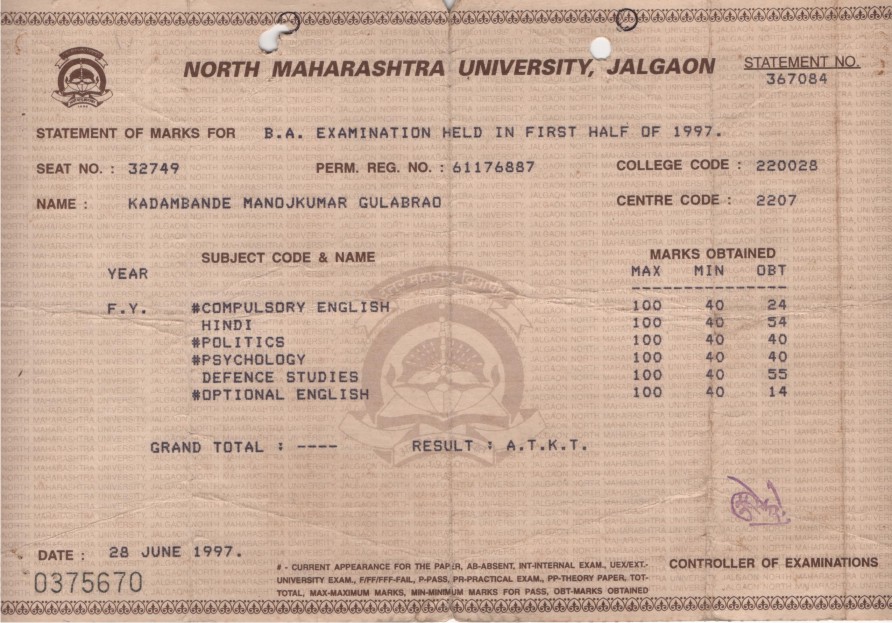 NORTH MAHARASHTRA UNIVERSITY, JALGAON
STATEMENT NO.
367084
STATEMENT OF MARKS FOR B.A. EXAMINATION HELD IN FIRST HALF OF 1997.
SEAT NO. : 32749 PERM. REG. NO. : 61176887 COLLEGE CODE : 220028
NAME : KADAMBANDE MANOJKUMAR GULABRAO CENTRE CODE : 2207
SUBJECT CODE & NAME MARKS OBTAINED
YEAR MAX MIN OBT
F.Y. #COMPULSORY ENGLISH 100 40 24
HINDI 100 40 54
#POLITICS 100 40 40
#PSYCHOLOGY 100 40 40
DEFENCE STUDIES 100 40 55
#OPTIONAL ENGLISH 100 40 14
GRAND TOTAL : ---- RESULT : A.T.K.T.
DATE : 28 JUNE 1997.
0375670
# - CURRENT APPEARANCE FOR THE PAPER, AB-ABSENT, INT-INTERNAL EXAM., UEX/EXT.-
UNIVERSITY EXAM., F/FF/FFF-FAIL, P-PASS, PR-PRACTICAL EXAM., PP-THEORY PAPER, TOT-
TOTAL, MAX-MAXIMUM MARKS, MIN-MINIMUM MARKS FOR PASS, OBT-MARKS OBTAINED
CONTROLLER OF EXAMINATIONS